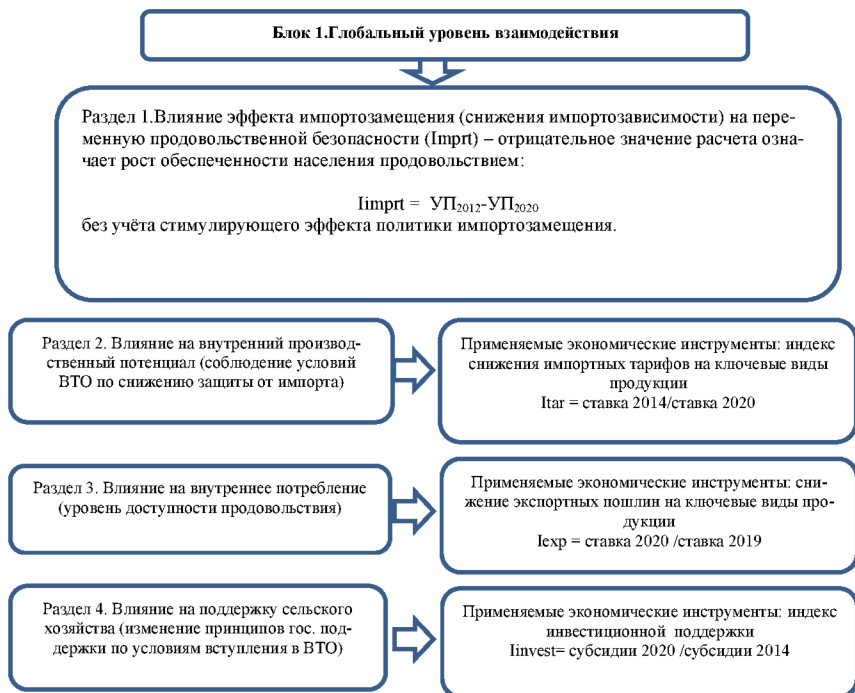 Блок 1.Глобальный уровень взаимодействия
Раздел 1.Влияние эффекта импортозамещения (снижения импортозависимости) на пере-
менную продовольственной безопасности (Imprt) – отрицательное значение расчета озна-
чает рост обеспеченности населения продовольствием:
Iimprt = УП2012-УП2020
без учёта стимулирующего эффекта политики импортозамещения.
Раздел 2. Влияние на внутренний производ-
ственный потенциал (соблюдение условий
ВТО по снижению защиты от импорта)
Применяемые экономические инструменты: индекс
снижения импортных тарифов на ключевые виды
продукции
Itar = ставка 2014/ставка 2020
Раздел 3. Влияние на внутреннее потребление
(уровень доступности продовольствия)
Применяемые экономические инструменты: сни-
жение экспортных пошлин на ключевые виды про-
дукции
Iexp = ставка 2020 /ставка 2019
Раздел 4. Влияние на поддержку сельского
хозяйства (изменение принципов гос. под-
держки по условиям вступления в ВТО)
Применяемые экономические инструменты: индекс
инвестиционной поддержки
Iinvest= субсидии 2020 /субсидии 2014